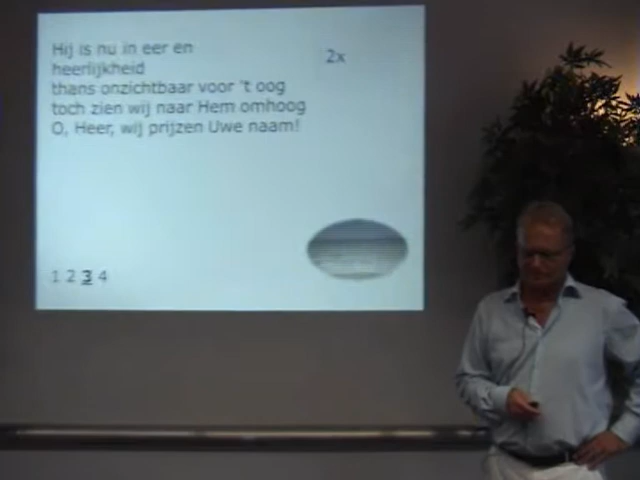 Hij is nu in eer en
heerlijkheid
thans onzichtbaar voor 't oog
toch zien wij naar Hem omhoog
O, Heer, wij prijzen Uwe naam!
2x
1 2 3 4